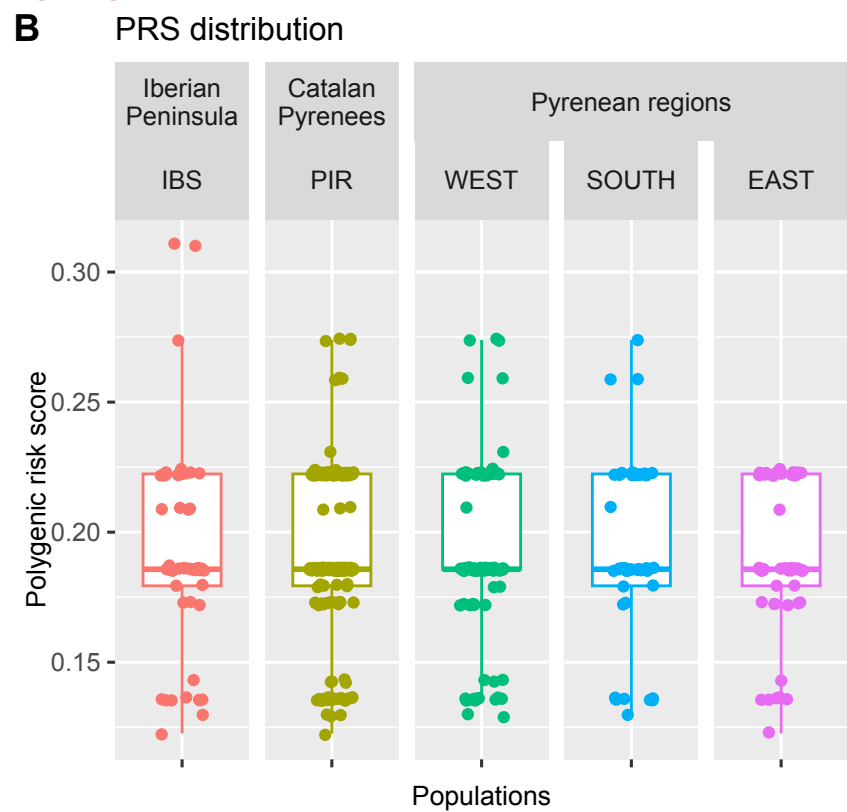 B PRS distribution
Iberian
Peninsula
Catalan
Pyrenees
Pyrenean regions
IBS
PIR
WEST
SOUTH
EAST
Polygenic risk score
0.30
0.25
0.20
0.15
Populations